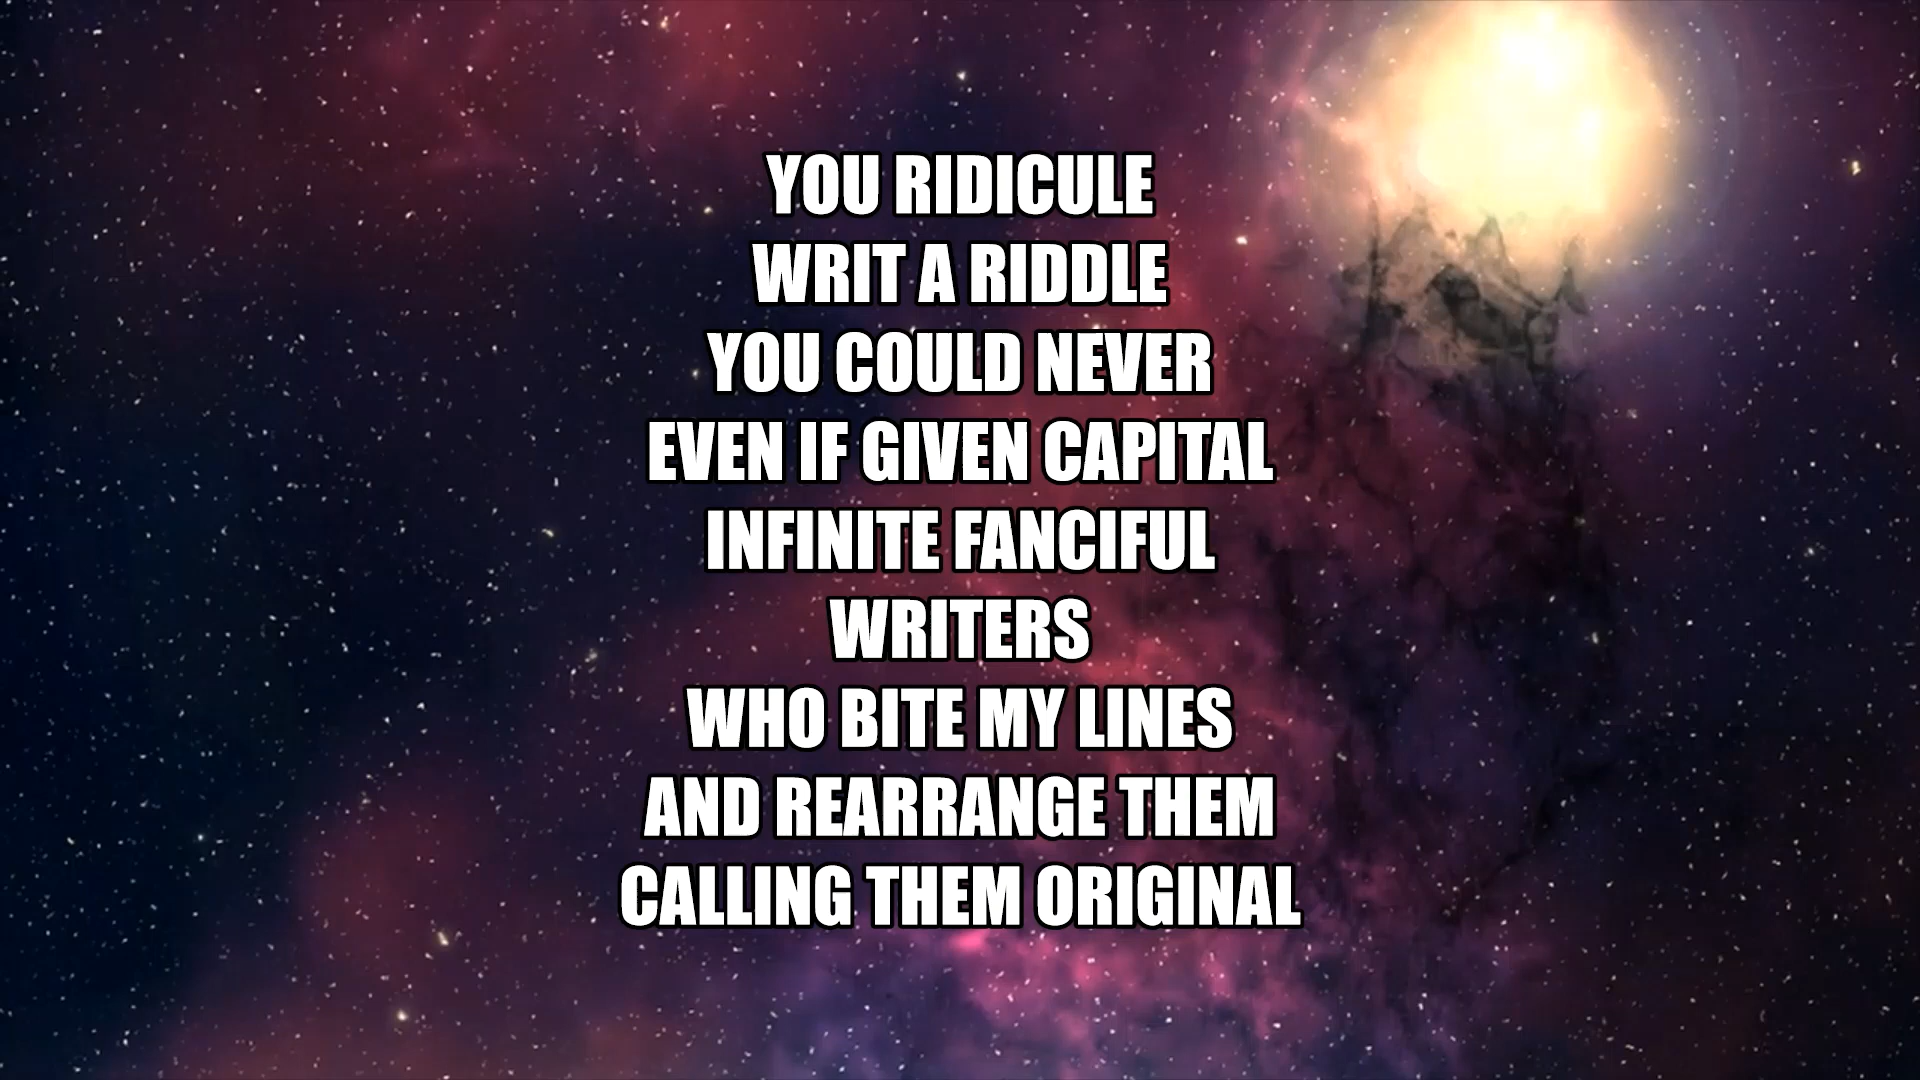 YOU RIDICULE
WRIT A RIDDLE
YOU COULD NEVER
EVEN IF GIVEN CAPITAL
INFINITE FANCIFUL
WRITERS
WHO BITE MY LINES
AND REARRANGE THEM
CALLING THEM ORIGINAL